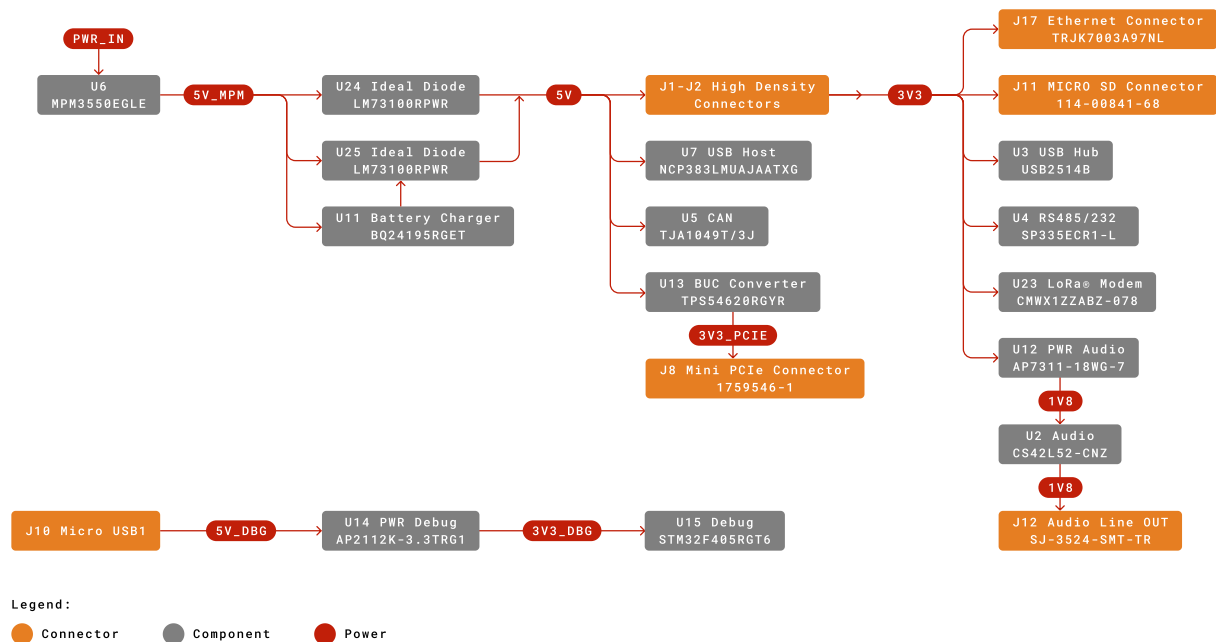 PWR_IN
U6
MPM3550EGLE
5V_MPM
U24 Ideal Diode
LM73100RPWR
U25 Ideal Diode
LM73100RPWR
U11 Battery Charger
BQ24195RGET
5V
J1-J2 High Density
Connectors
U7 USB Host
NCP383LMUAJAATXG
U5 CAN
TJA1049T/3J
U13 BUC Converter
TPS54620RGYR
3V3_PCIE
J8 Mini PCIe Connector
1759546-1
3V3
J17 Ethernet Connector
TRJK7003A97NL
J11 MICRO SD Connector
114-00841-68
U3 USB Hub
USB2514B
U4 RS485/232
SP335ECR1-L
U23 LoRa® Modem
CMWX1ZZABZ-078
U12 PWR Audio
AP7311-18WG-7
1V8
U2 Audio
CS42L52-CNZ
1V8
J12 Audio Line OUT
SJ-3524-SMT-TR
J10 Micro USB1
5V_DBG
U14 PWR Debug
AP2112K-3.3TRG1
3V3_DBG
U15 Debug
STM32F405RGT6
Legend:
Connector
Component
Power